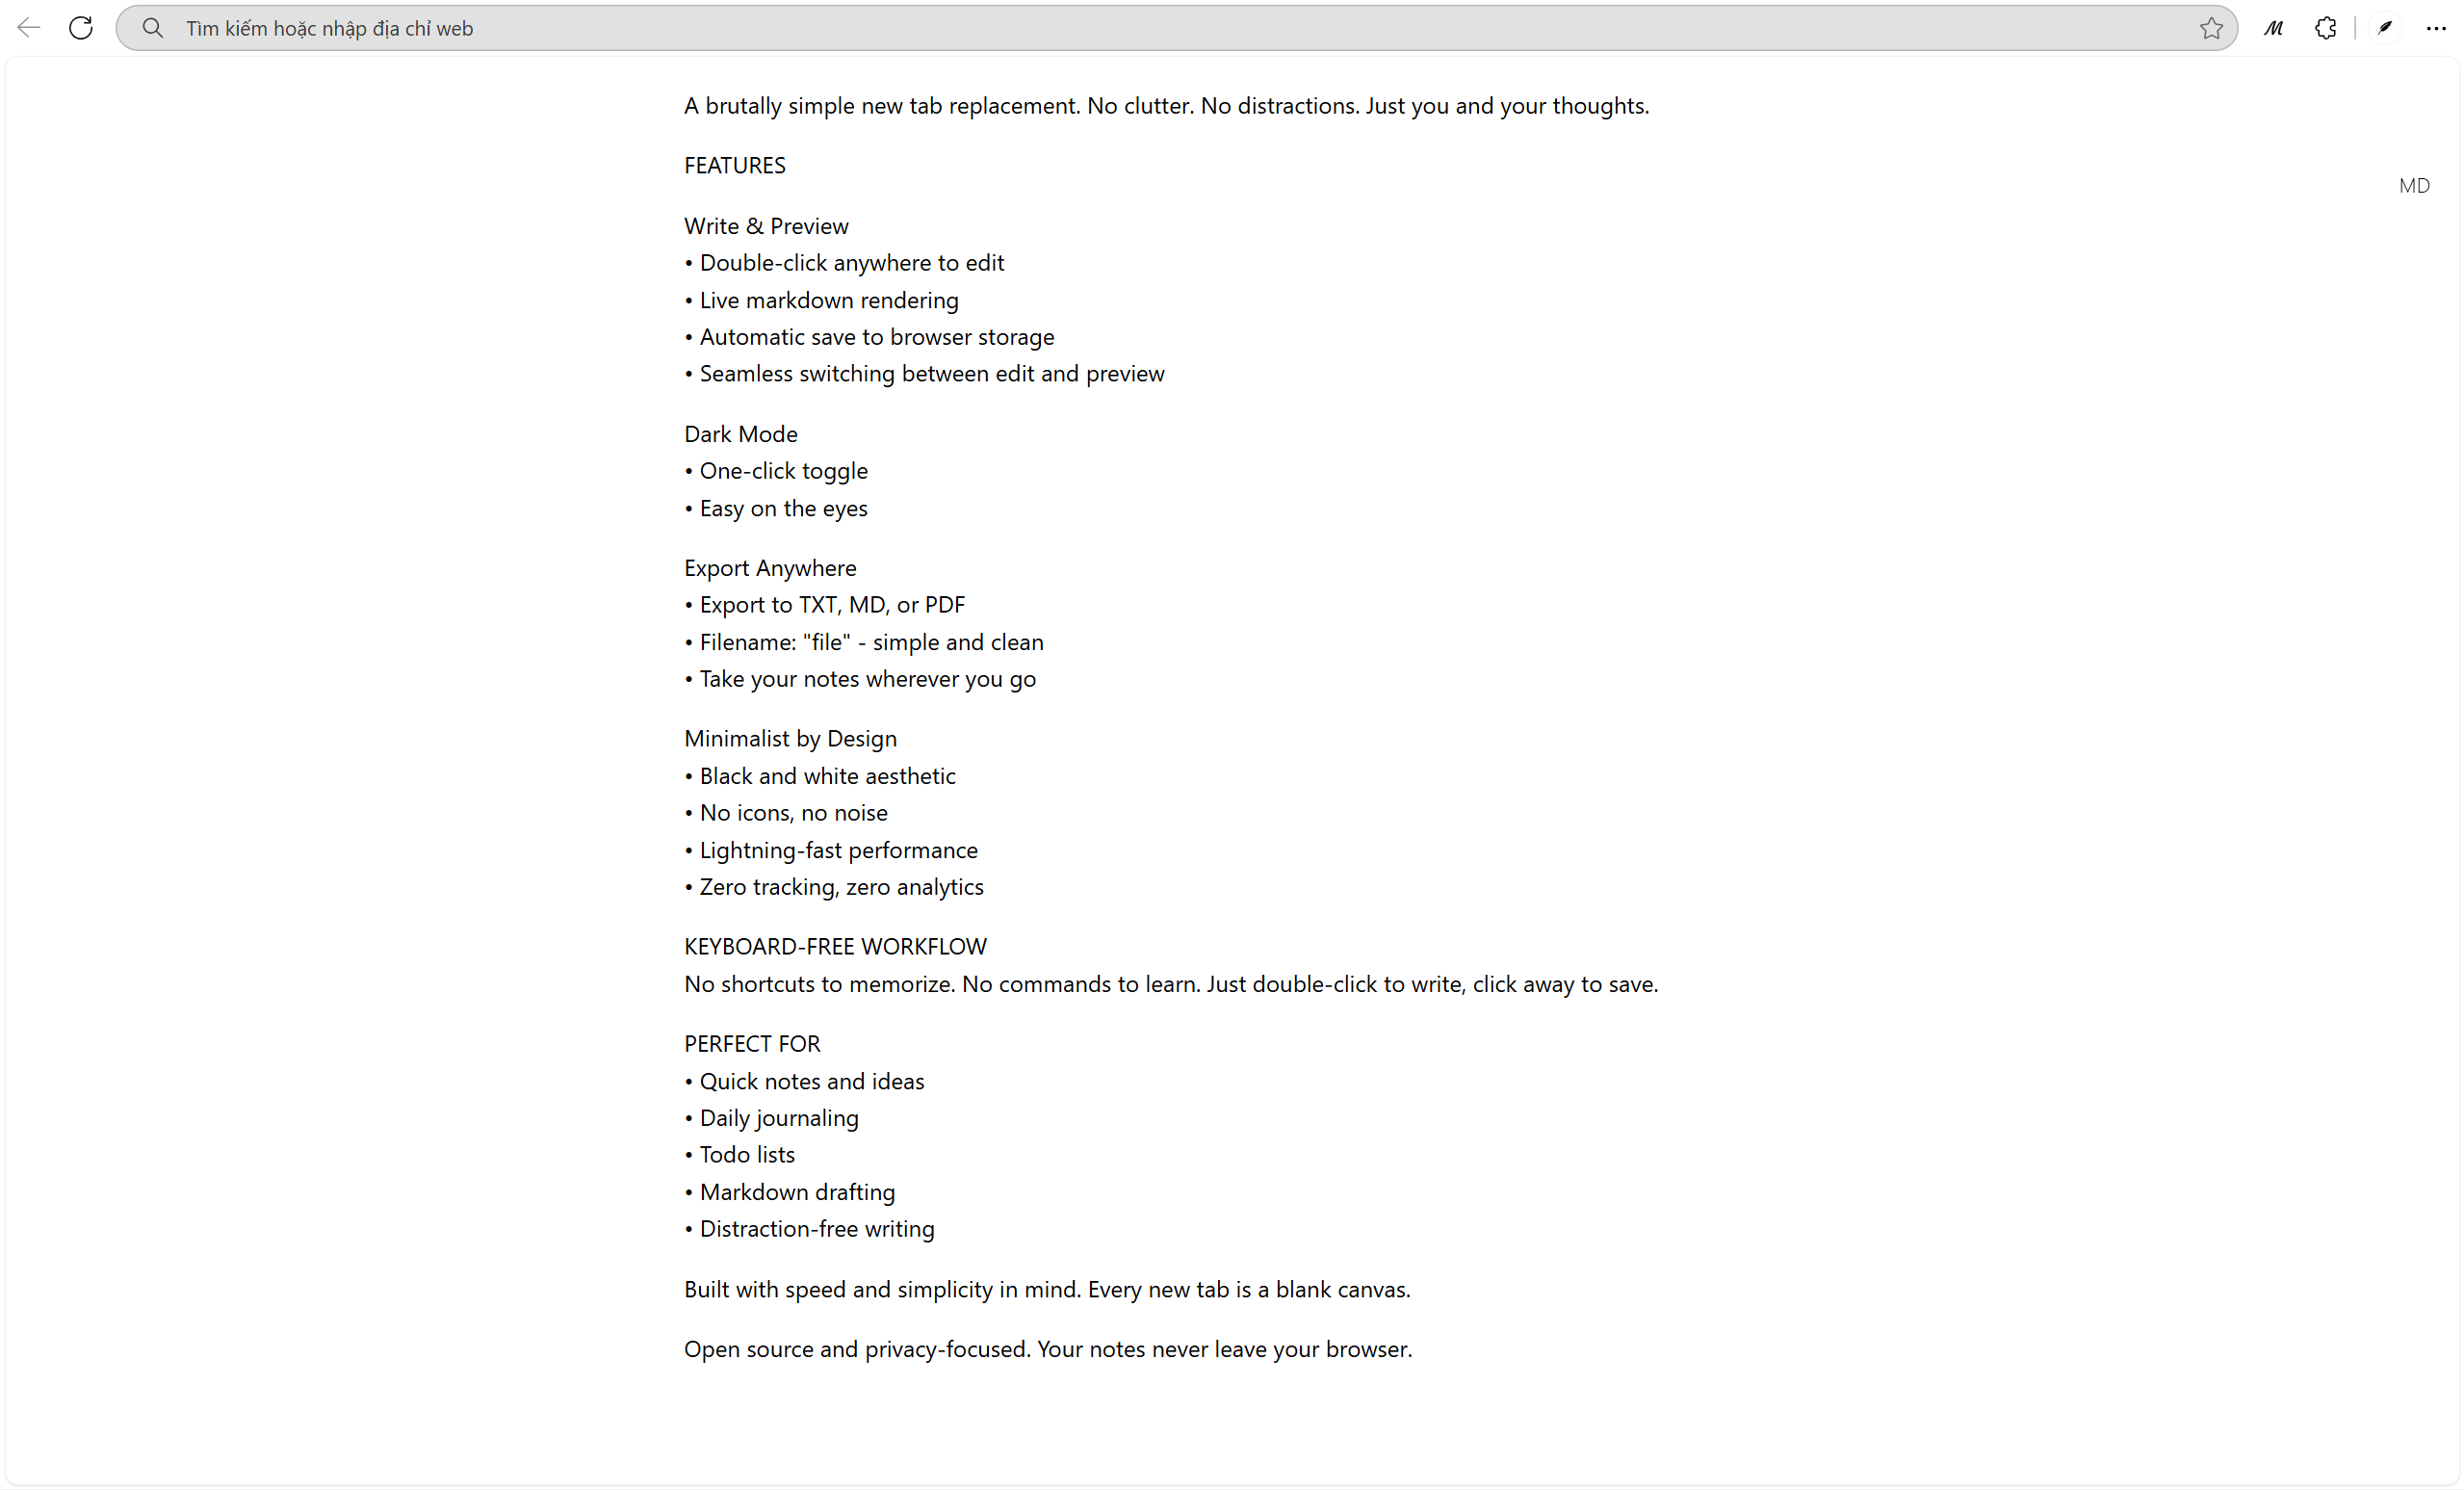 Tìm kiếm hoặc nhập địa chỉ web
A brutally simple new tab replacement. No clutter. No distractions. Just you and your thoughts.
FEATURES
MD
Write & Preview
• Double-click anywhere to edit
• Live markdown rendering
• Automatic save to browser storage
• Seamless switching between edit and preview
Dark Mode
• One-click toggle
• Easy on the eyes
Export Anywhere
• Export to TXT, MD, or PDF
• Filename: "file" - simple and clean
• Take your notes wherever you go
Minimalist by Design
• Black and white aesthetic
• No icons, no noise
• Lightning-fast performance
• Zero tracking, zero analytics
KEYBOARD-FREE WORKFLOW
No shortcuts to memorize. No commands to learn. Just double-click to write, click away to save.
PERFECT FOR
• Quick notes and ideas
• Daily journaling
• Todo lists
• Markdown drafting
• Distraction-free writing
Built with speed and simplicity in mind. Every new tab is a blank canvas.
Open source and privacy-focused. Your notes never leave your browser.